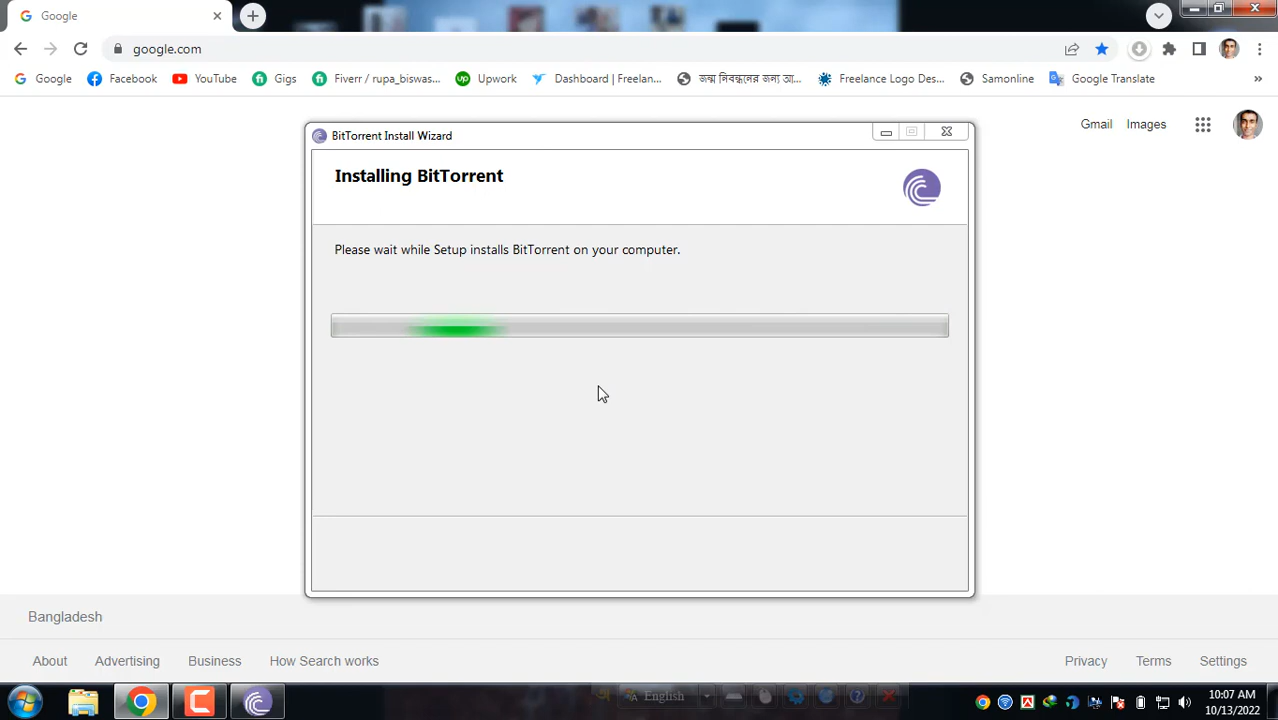 Google
google.com
Google Facebook YouTube Gigs Fiverr / rupa_biswas... Upwork Dashboard (Freelan... জন্ম নিবন্ধনের জন্য আ... Freelance Logo Des... Samonline Google Translate »
Gmail Images
BitTorrent Install Wizard
Installing BitTorrent
Please wait while Setup installs BitTorrent on your computer.
Bangladesh
About Advertising Business How Search works Privacy Terms Settings
English
10:07 AM
10/13/2022